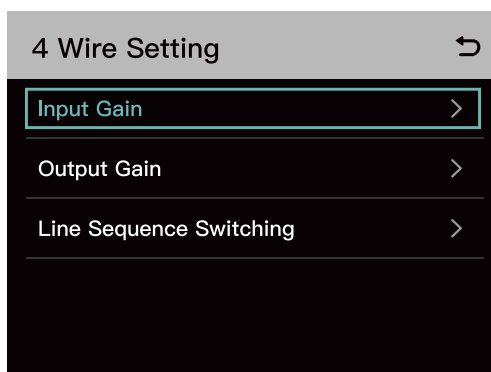 4 Wire Setting
Input Gain
Output Gain
Line Sequence Switching